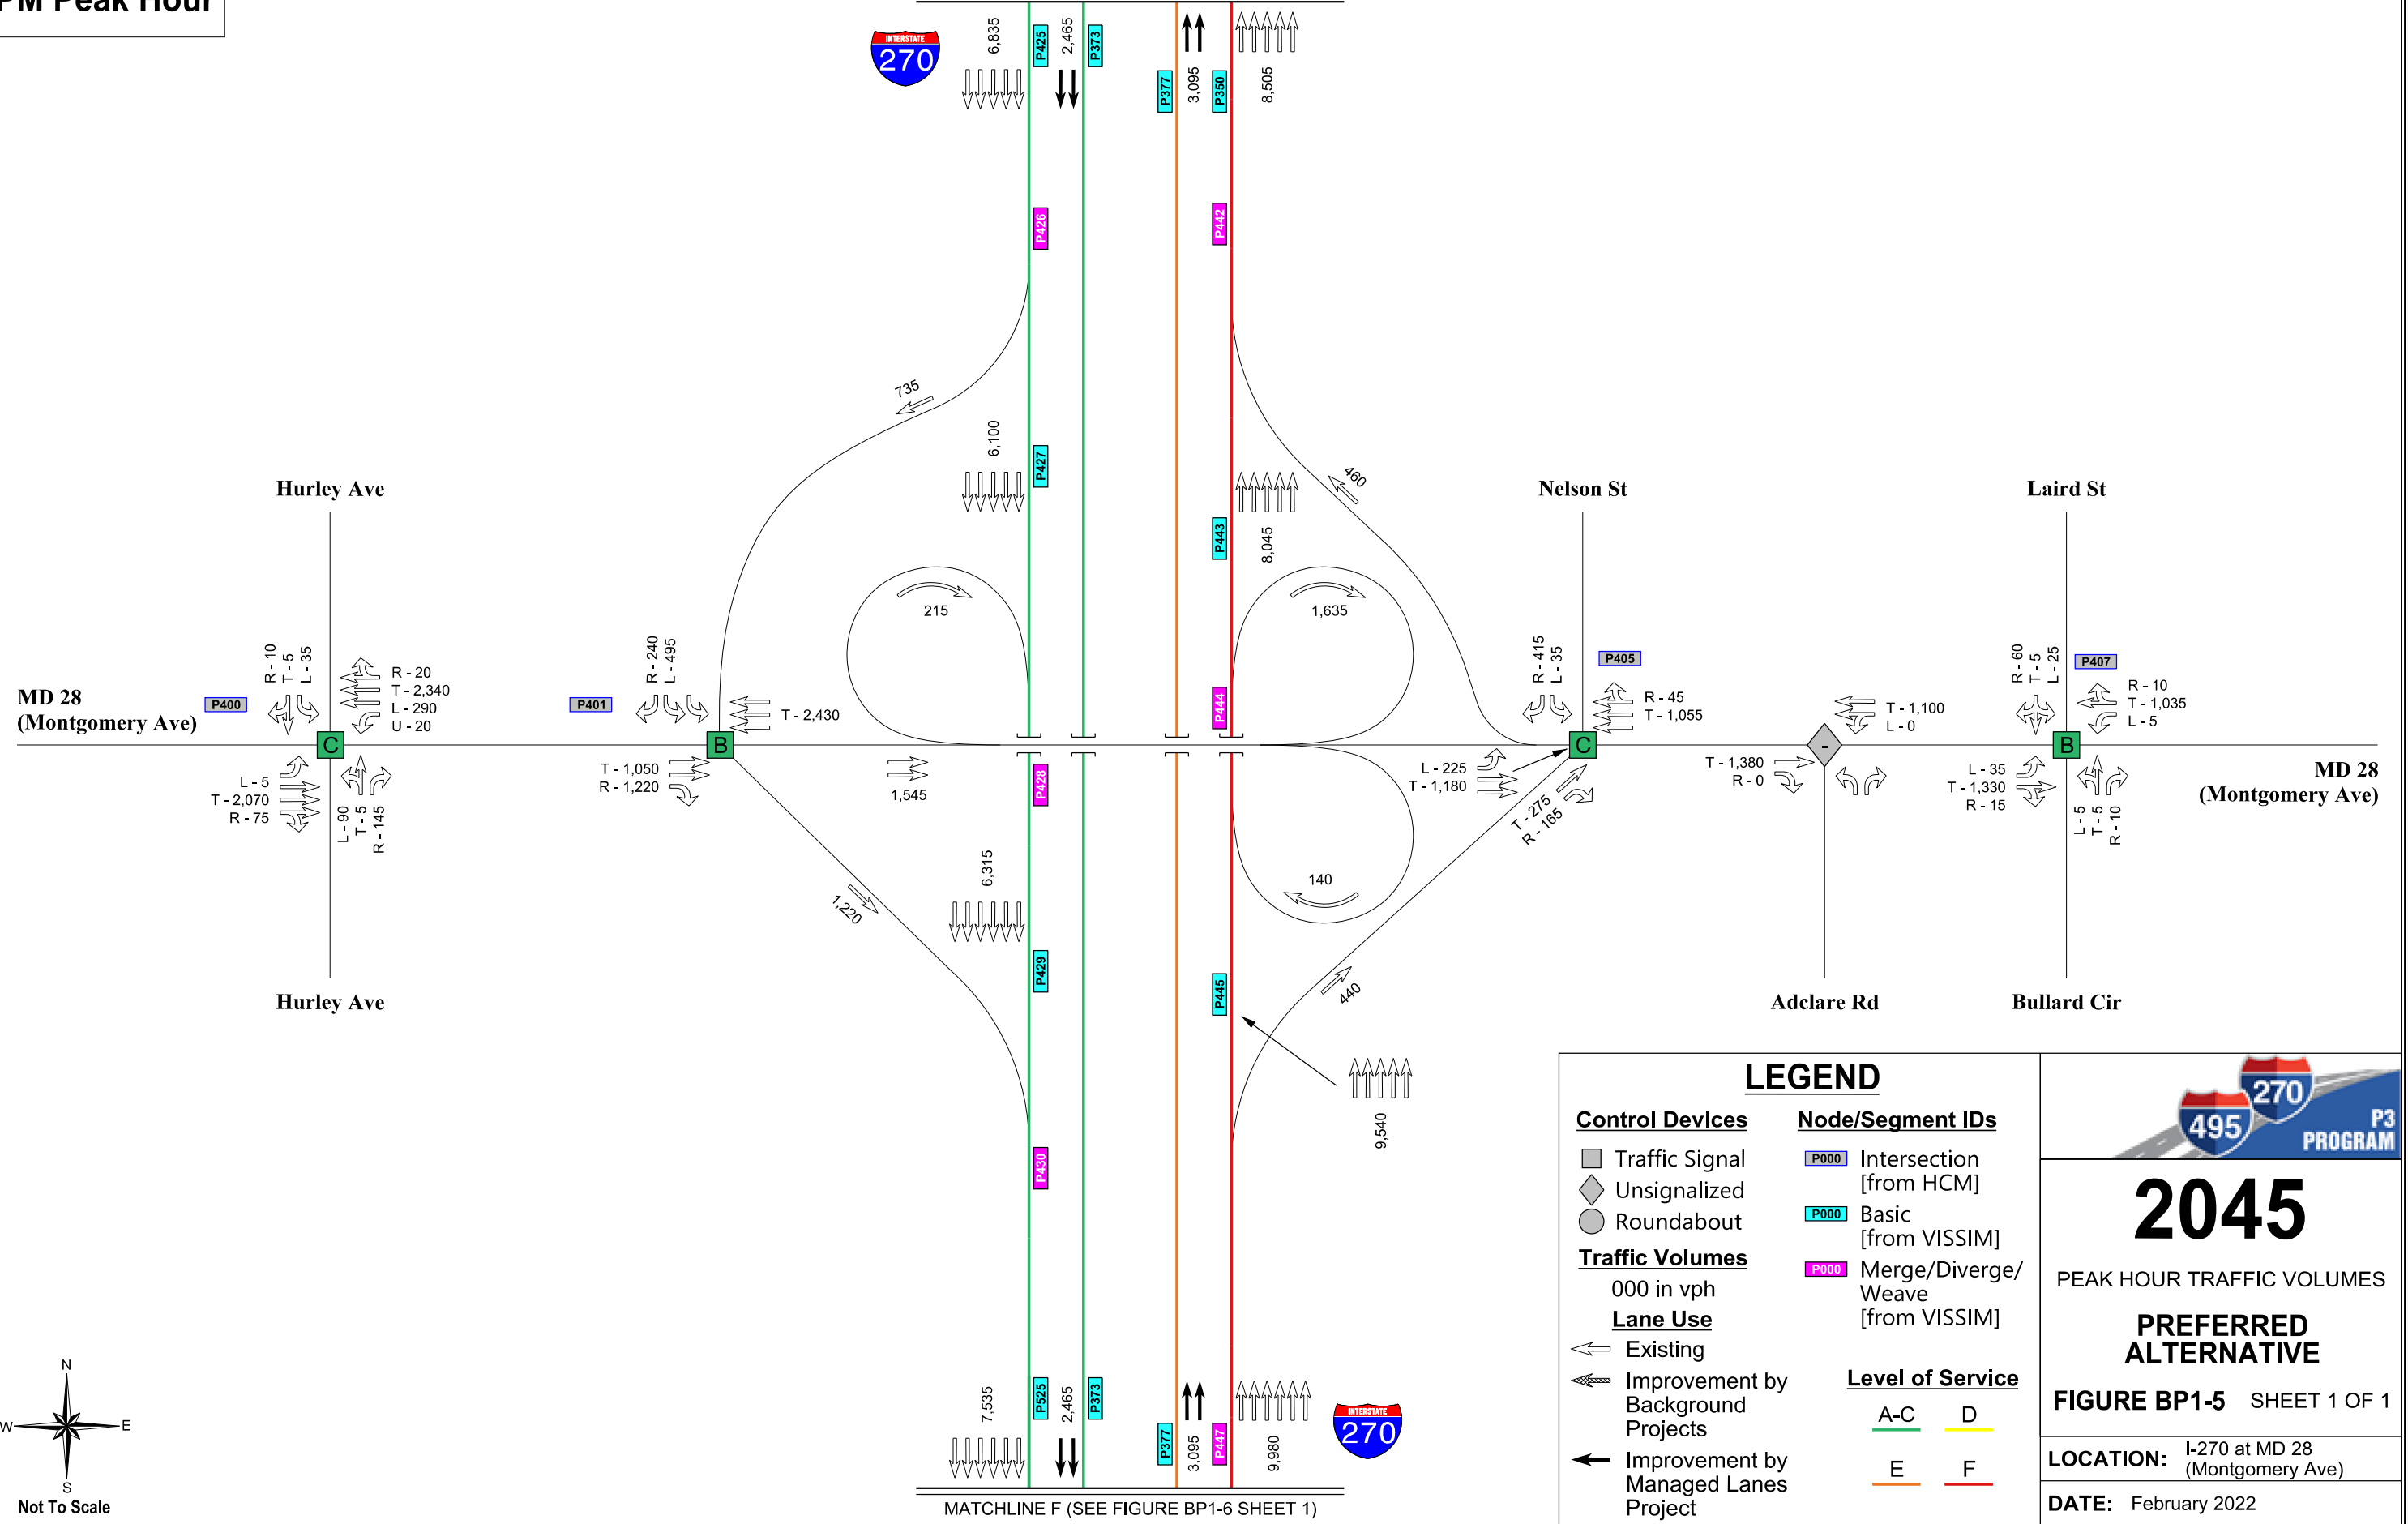 PM Peak Hour
INTERSTATE
270
6,835
P425
2,465
P373
P377
3,095
P350
8,505
P426
P442
735
6,100
P427
P443
8,045
460
Hurley Ave
Nelson St
Laird St
215
1,635
R - 10
T - 5
L - 35
R - 20
T - 2,340
L - 290
U - 20
R - 240
L - 495
T - 2,430
R - 415
L - 35
P405
R - 45
T - 1,055
R - 60
T - 5
L - 25
P407
R - 10
T - 1,035
L - 5
MD 28
(Montgomery Ave)
P400
P401
P444
T - 1,100
L - 0
C
B
C
-
B
L - 5
T - 2,070
R - 75
L - 90
T - 5
R - 145
T - 1,050
R - 1,220
1,545
P428
L - 225
T - 1,180
T - 275
R - 165
T - 1,380
R - 0
L - 35
T - 1,330
R - 15
L - 5
T - 5
R - 10
MD 28
(Montgomery Ave)
1,220
6,315
P429
140
P445
440
Hurley Ave
Adclare Rd
Bullard Cir
9,540
P430
7,535
P525
2,465
P373
P377
3,095
P447
9,980
INTERSTATE
270
MATCHLINE F (SEE FIGURE BP1-6 SHEET 1)
N
W
E
S
Not To Scale
LEGEND
Control Devices
Traffic Signal
Unsignalized
Roundabout
Traffic Volumes
000 in vph
Lane Use
Existing
Improvement by
Background
Projects
Improvement by
Managed Lanes
Project
Node/Segment IDs
P000 Intersection
[from HCM]
P000 Basic
[from VISSIM]
P000 Merge/Diverge/
Weave
[from VISSIM]
Level of Service
A-C D
E F
270
495
P3
PROGRAM
2045
PEAK HOUR TRAFFIC VOLUMES
PREFERRED
ALTERNATIVE
FIGURE BP1-5 SHEET 1 OF 1
LOCATION: I-270 at MD 28
(Montgomery Ave)
DATE: February 2022